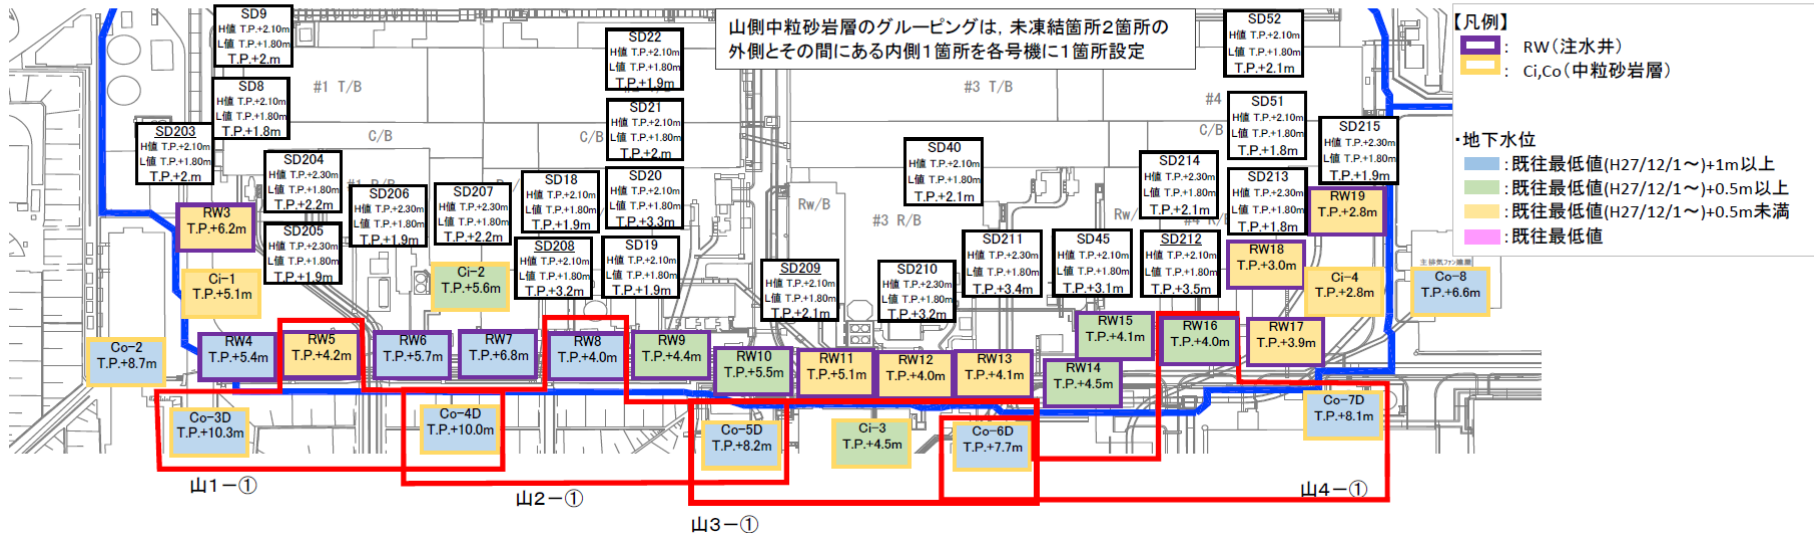 山側中粒砂岩層のグルーピングは，未凍結箇所2箇所の
外側とその間にある内側1箇所を各号機に1箇所設定
【凡例】
： RW（注水井）
： Ci,Co（中粒砂岩層）
・地下水位
：既往最低値(H27/12/1～)+1m以上
：既往最低値(H27/12/1～)+0.5m以上
：既往最低値(H27/12/1～)+0.5m未満
：既往最低値
SD9
H値 T.P.+2.10m
L値 T.P.+1.80m
T.P.+2.m
SD8
H値 T.P.+2.10m
L値 T.P.+1.80m
T.P.+1.8m
SD203
H値 T.P.+2.10m
L値 T.P.+1.80m
T.P.+2.m
SD204
H値 T.P.+2.30m
L値 T.P.+1.80m
T.P.+2.2m
SD205
H値 T.P.+2.30m
L値 T.P.+1.80m
T.P.+1.9m
SD206
H値 T.P.+2.30m
L値 T.P.+1.80m
T.P.+1.9m
SD207
H値 T.P.+2.30m
L値 T.P.+1.80m
T.P.+2.2m
SD18
H値 T.P.+2.10m
L値 T.P.+1.80m
T.P.+1.9m
SD208
H値 T.P.+2.10m
L値 T.P.+1.80m
T.P.+3.2m
SD22
H値 T.P.+2.10m
L値 T.P.+1.80m
T.P.+1.9m
SD21
H値 T.P.+2.10m
L値 T.P.+1.80m
T.P.+2.m
SD20
H値 T.P.+2.10m
L値 T.P.+1.80m
T.P.+3.3m
SD19
H値 T.P.+2.10m
L値 T.P.+1.80m
T.P.+1.9m
SD209
H値 T.P.+2.10m
L値 T.P.+1.80m
T.P.+2.1m
SD40
H値 T.P.+2.10m
L値 T.P.+1.80m
T.P.+2.1m
SD210
H値 T.P.+2.30m
L値 T.P.+1.80m
T.P.+3.2m
SD211
H値 T.P.+2.30m
L値 T.P.+1.80m
T.P.+3.4m
SD45
H値 T.P.+2.10m
L値 T.P.+1.80m
T.P.+3.1m
SD214
H値 T.P.+2.30m
L値 T.P.+1.80m
T.P.+2.1m
SD212
H値 T.P.+2.10m
L値 T.P.+1.80m
T.P.+3.5m
SD52
H値 T.P.+2.10m
L値 T.P.+1.80m
T.P.+2.1m
SD51
H値 T.P.+2.10m
L値 T.P.+1.80m
T.P.+1.8m
SD213
H値 T.P.+2.30m
L値 T.P.+1.80m
T.P.+1.8m
SD215
H値 T.P.+2.30m
L値 T.P.+1.80m
T.P.+1.9m
#1 T/B
C/B
C/B
Rw/B
#3 T/B
#3 R/B
#4
C/B
Rw/
主排気ファン建屋
RW3
T.P.+6.2m
Ci-1
T.P.+5.1m
Ci-2
T.P.+5.6m
RW19
T.P.+2.8m
RW18
T.P.+3.0m
Ci-4
T.P.+2.8m
Co-8
T.P.+6.6m
Co-2
T.P.+8.7m
RW4
T.P.+5.4m
RW5
T.P.+4.2m
RW6
T.P.+5.7m
RW7
T.P.+6.8m
RW8
T.P.+4.0m
RW9
T.P.+4.4m
RW10
T.P.+5.5m
RW11
T.P.+5.1m
RW12
T.P.+4.0m
RW13
T.P.+4.1m
RW14
T.P.+4.5m
RW15
T.P.+4.1m
RW16
T.P.+4.0m
RW17
T.P.+3.9m
Co-3D
T.P.+10.3m
Co-4D
T.P.+10.0m
Co-5D
T.P.+8.2m
Ci-3
T.P.+4.5m
Co-6D
T.P.+7.7m
Co-7D
T.P.+8.1m
山1－①
山2－①
山3－①
山4－①